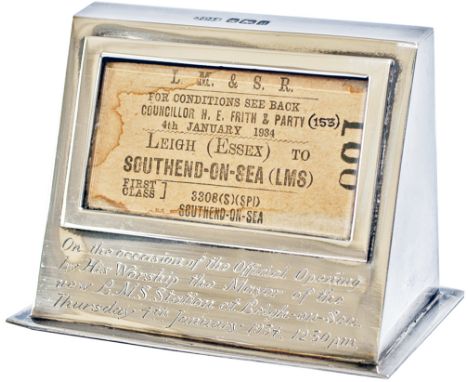 L M. & S. R.
FOR CONDITIONS SEE BACK
COUNCILLOR H. E. FRITH & PARTY (153)
4th JANUARY 1934
LEIGH (ESSEX) TO
SOUTHEND-ON-SEA (LMS)
FIRST CLASS] 3308(S)(SPI)
SOUTHEND-ON-SEA
001
On the occasion of the Official Opening
by His Worship the Mayor of the
new L.M.S. Station at Leigh-on-Sea.
Thursday 4th January 1934. 12.30 pm